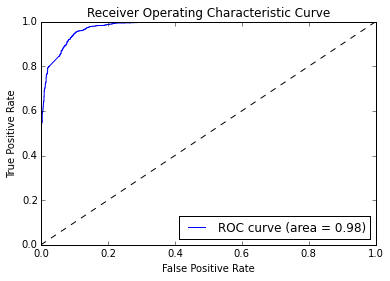 Receiver Operating Characteristic Curve
1.0
0.8
0.6
0.4
0.2
0.0
True Positive Rate
ROC curve (area = 0.98)
0.0 0.2 0.4 0.6 0.8 1.0
False Positive Rate